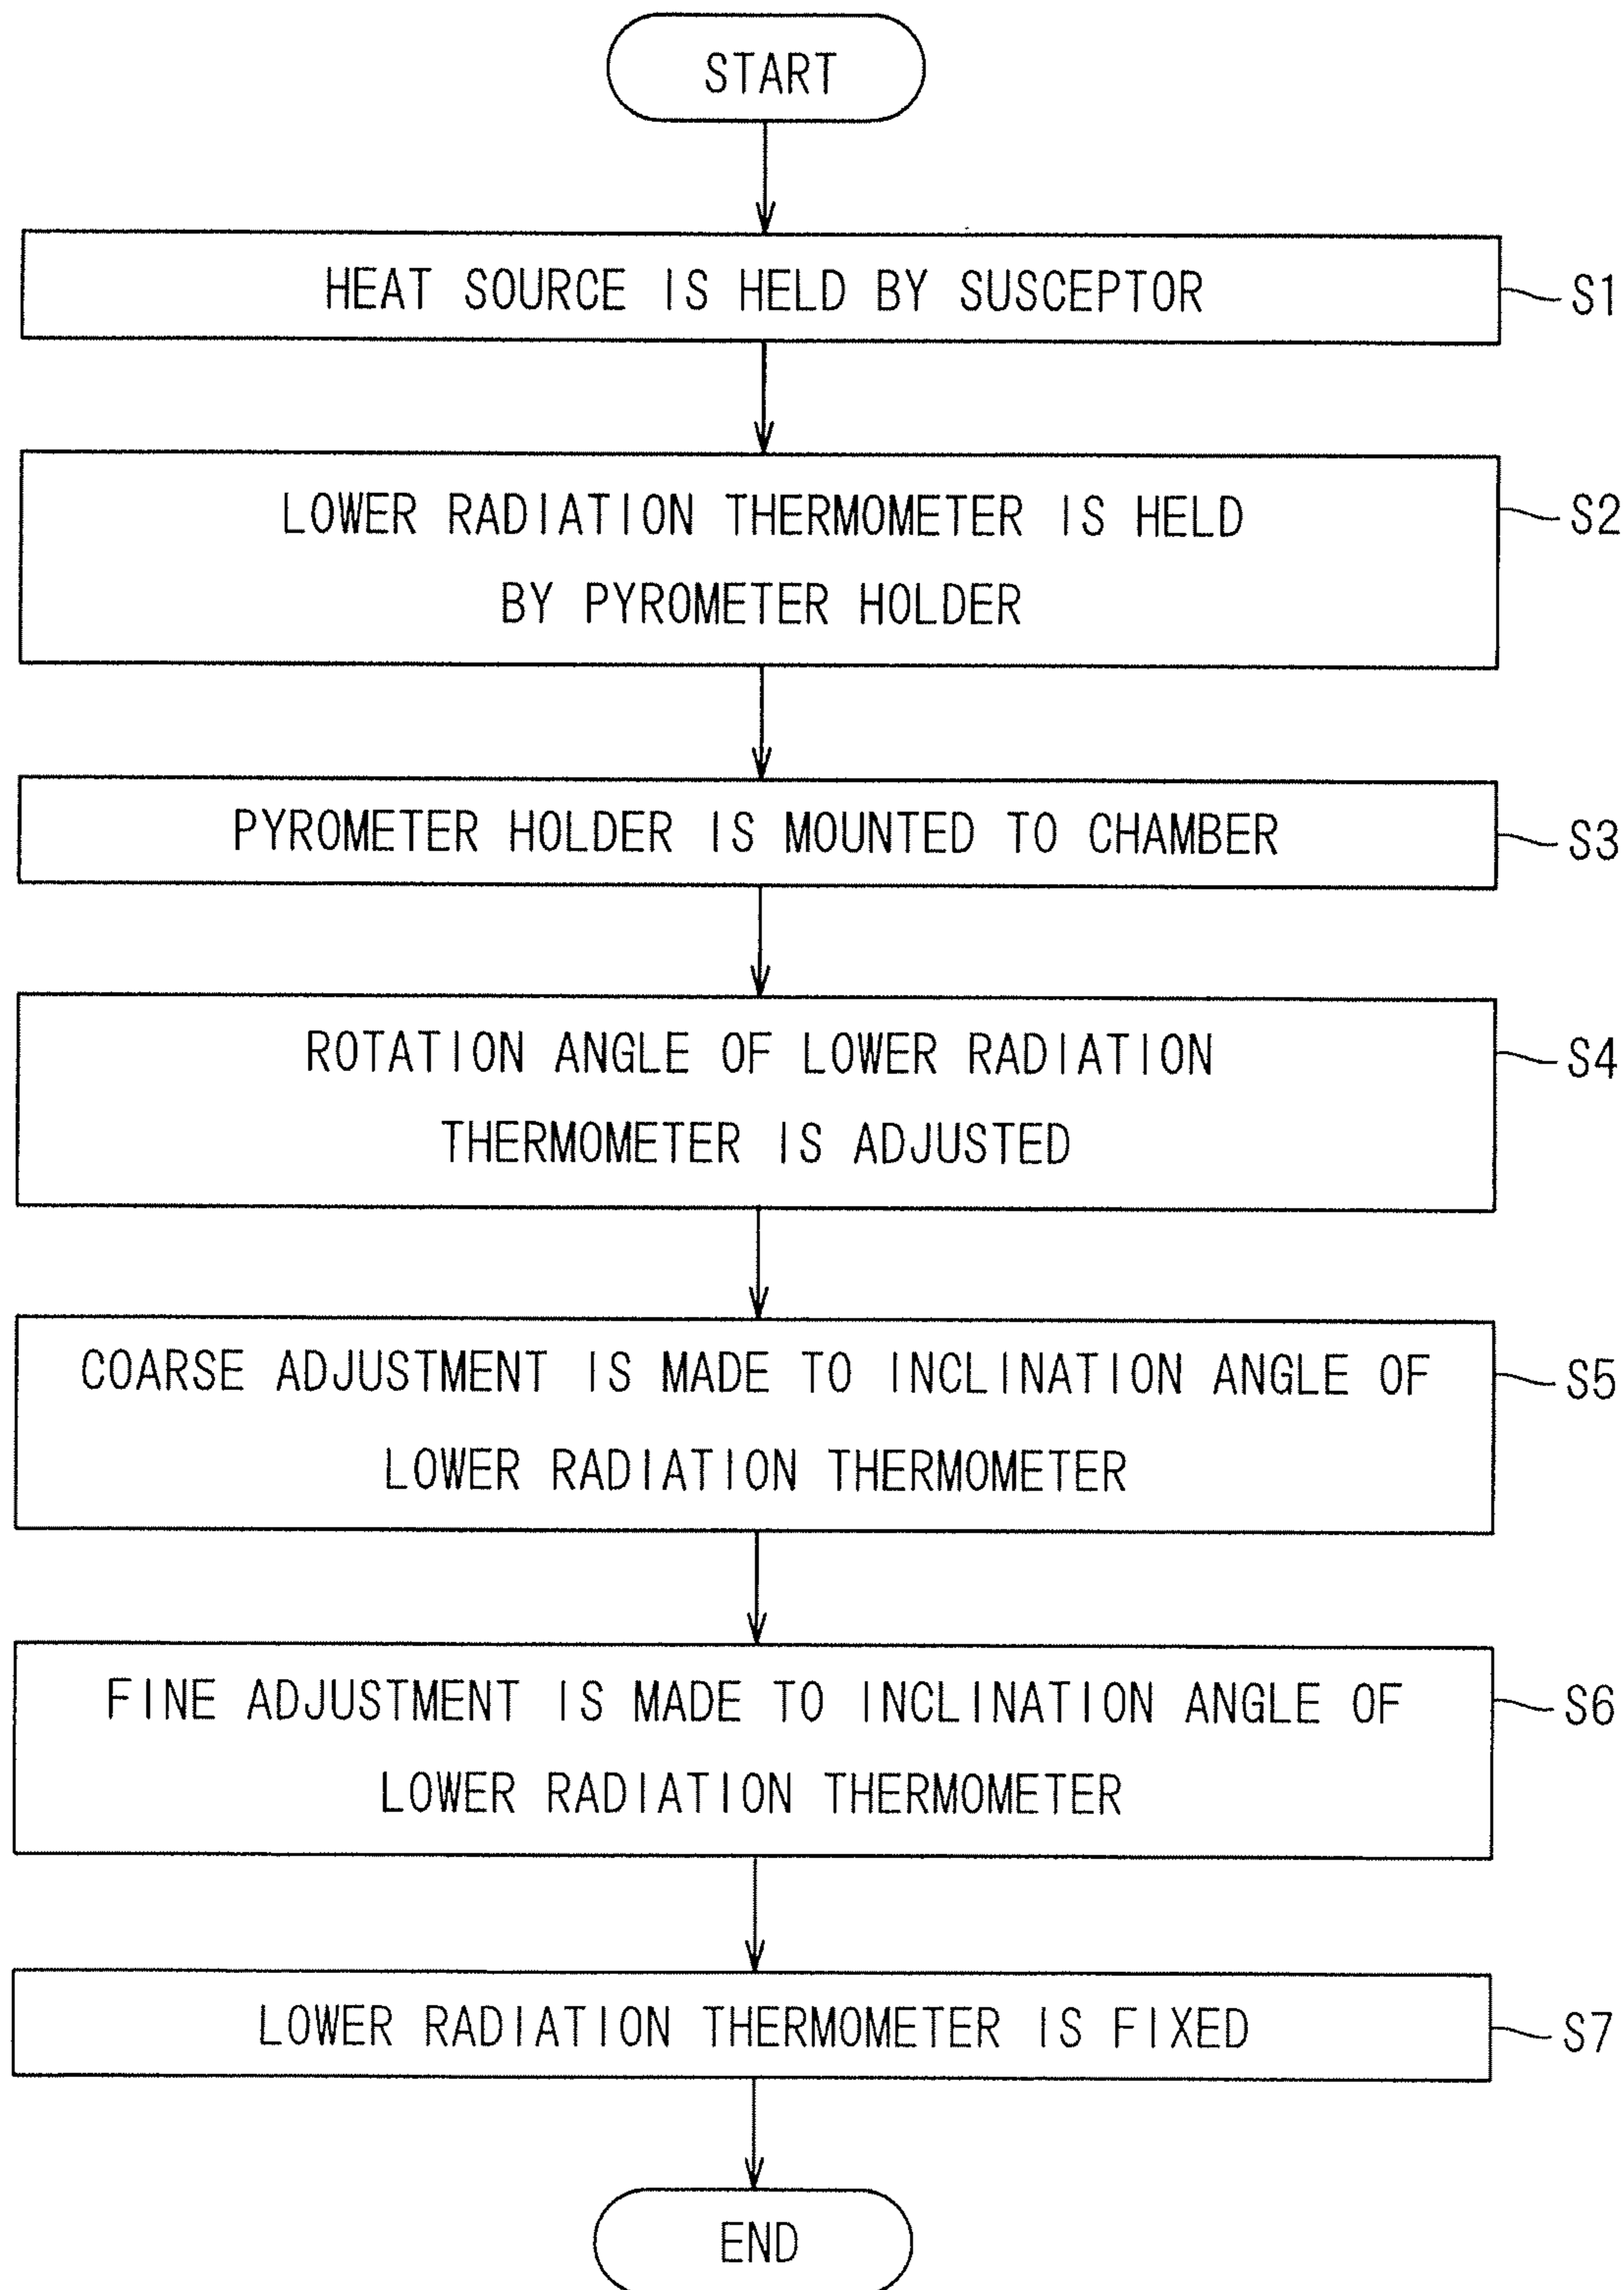 START
HEAT SOURCE IS HELD BY SUSCEPTOR
S1
LOWER RADIATION THERMOMETER IS HELD
S2
BY PYROMETER HOLDER
PYROMETER HOLDER IS MOUNTED TO CHAMBER
S3
ROTATION ANGLE OF LOWER RADIATION
S4
THERMOMETER IS ADJUSTED
COARSE ADJUSTMENT IS MADE TO INCLINATION ANGLE OF
S5
LOWER RADIATION THERMOMETER
FINE ADJUSTMENT IS MADE TO INCLINATION ANGLE OF
S6
LOWER RADIATION THERMOMETER
LOWER RADIATION THERMOMETER IS FIXED
S7
END